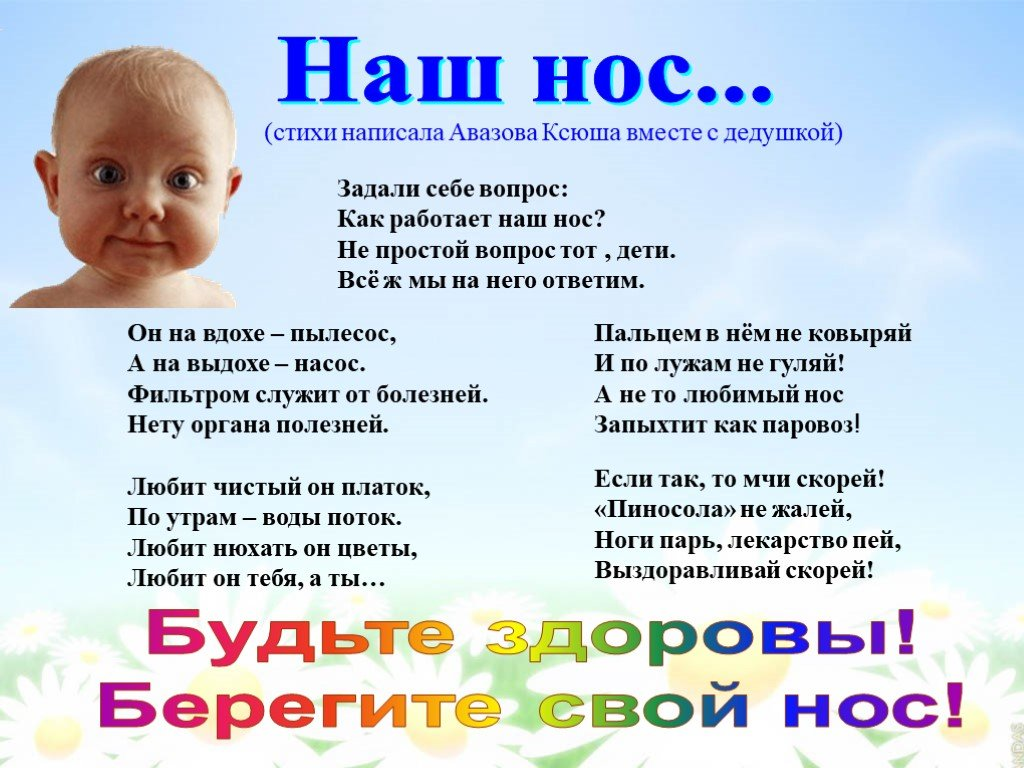 Наш нос...
(стихи написала Авазова Ксюша вместе с дедушкой)
Задали себе вопрос:
Как работает наш нос?
Не простой вопрос тот , дети.
Всё ж мы на него ответим.
Он на вдохе – пылесос,
А на выдохе – насос.
Фильтром служит от болезней.
Нету органа полезней.
Любит чистый он платок,
По утрам – воды поток.
Любит нюхать он цветы,
Любит он тебя, а ты…
Пальцем в нём не ковыряй
И по лужам не гуляй!
А не то любимый нос
Запыхтит как паровоз!
Если так, то мчи скорей!
«Пиносола» не жалей,
Ноги парь, лекарство пей,
Выздоравливай скорей!
Будьте здоровы!
Берегите свой нос!